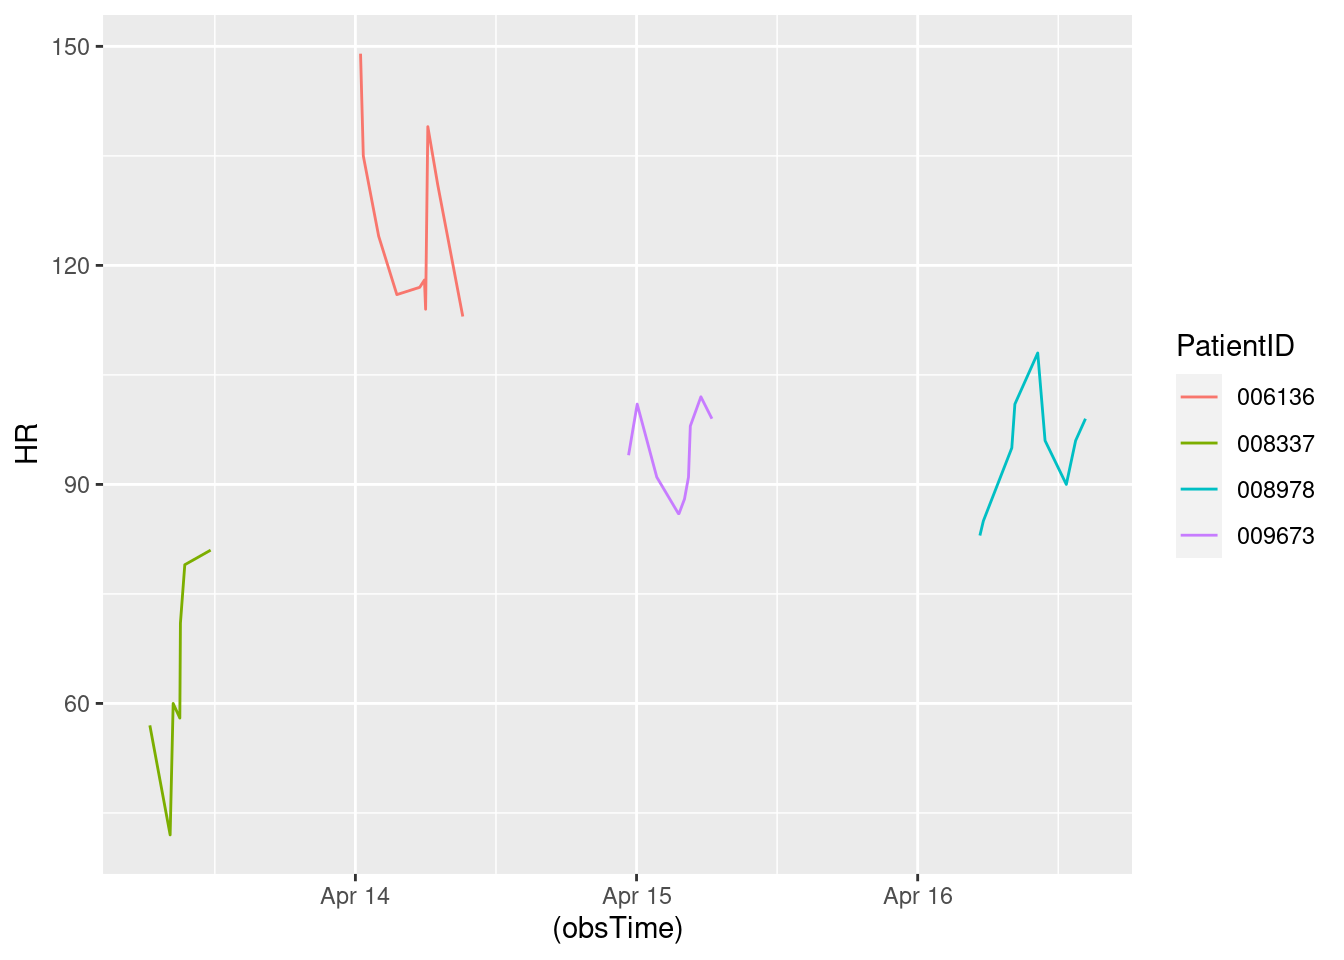 150
120
90
60
HR
Apr 14
Apr 15
Apr 16
(obsTime)
PatientID
006136
008337
008978
009673